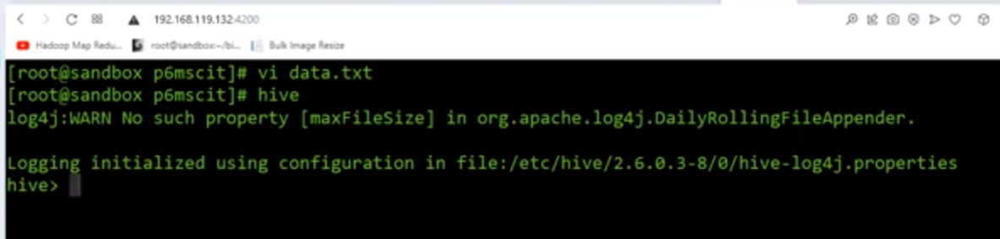 192.168.119.132:4200
Hadoop Map Redu... root@sandbox:~/bi... Bulk Image Resize
[root@sandbox p6mscit]# vi data.txt
[root@sandbox p6mscit]# hive
log4j:WARN No such property [maxFileSize] in org.apache.log4j.DailyRollingFileAppender.
Logging initialized using configuration in file:/etc/hive/2.6.0.3-8/0/hive-log4j.properties
hive>